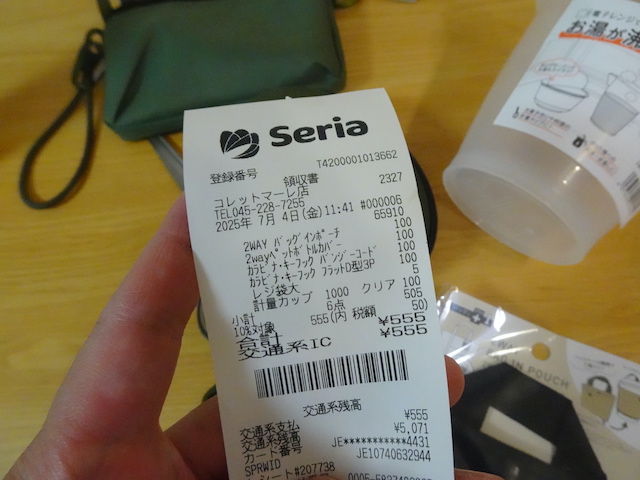 Seria
T4200001013662
登録番号
領収書 2327
コレットマーレ店
TEL045-228-7255
2025年 7月 4日(金)11:41 #000006
65910
2WAY バッグインポーチ 100
2wayペットボトルカバー 100
カラビナ・キーフック バンジーコード 100
カラビナ・キーフック フラットD型3P 100
レジ袋大 5
計量カップ 1000 クリア 100
小計 6点 505
10%対象 555(内 税額 50)
合計 ¥555
交通系IC ¥555
交通系残高
交通系支払 ¥555
交通系残高 ¥5,071
カード番号 JE***********4431
SPRWID JE10740632944
シート#207738
お湯が沸
IN POUCH